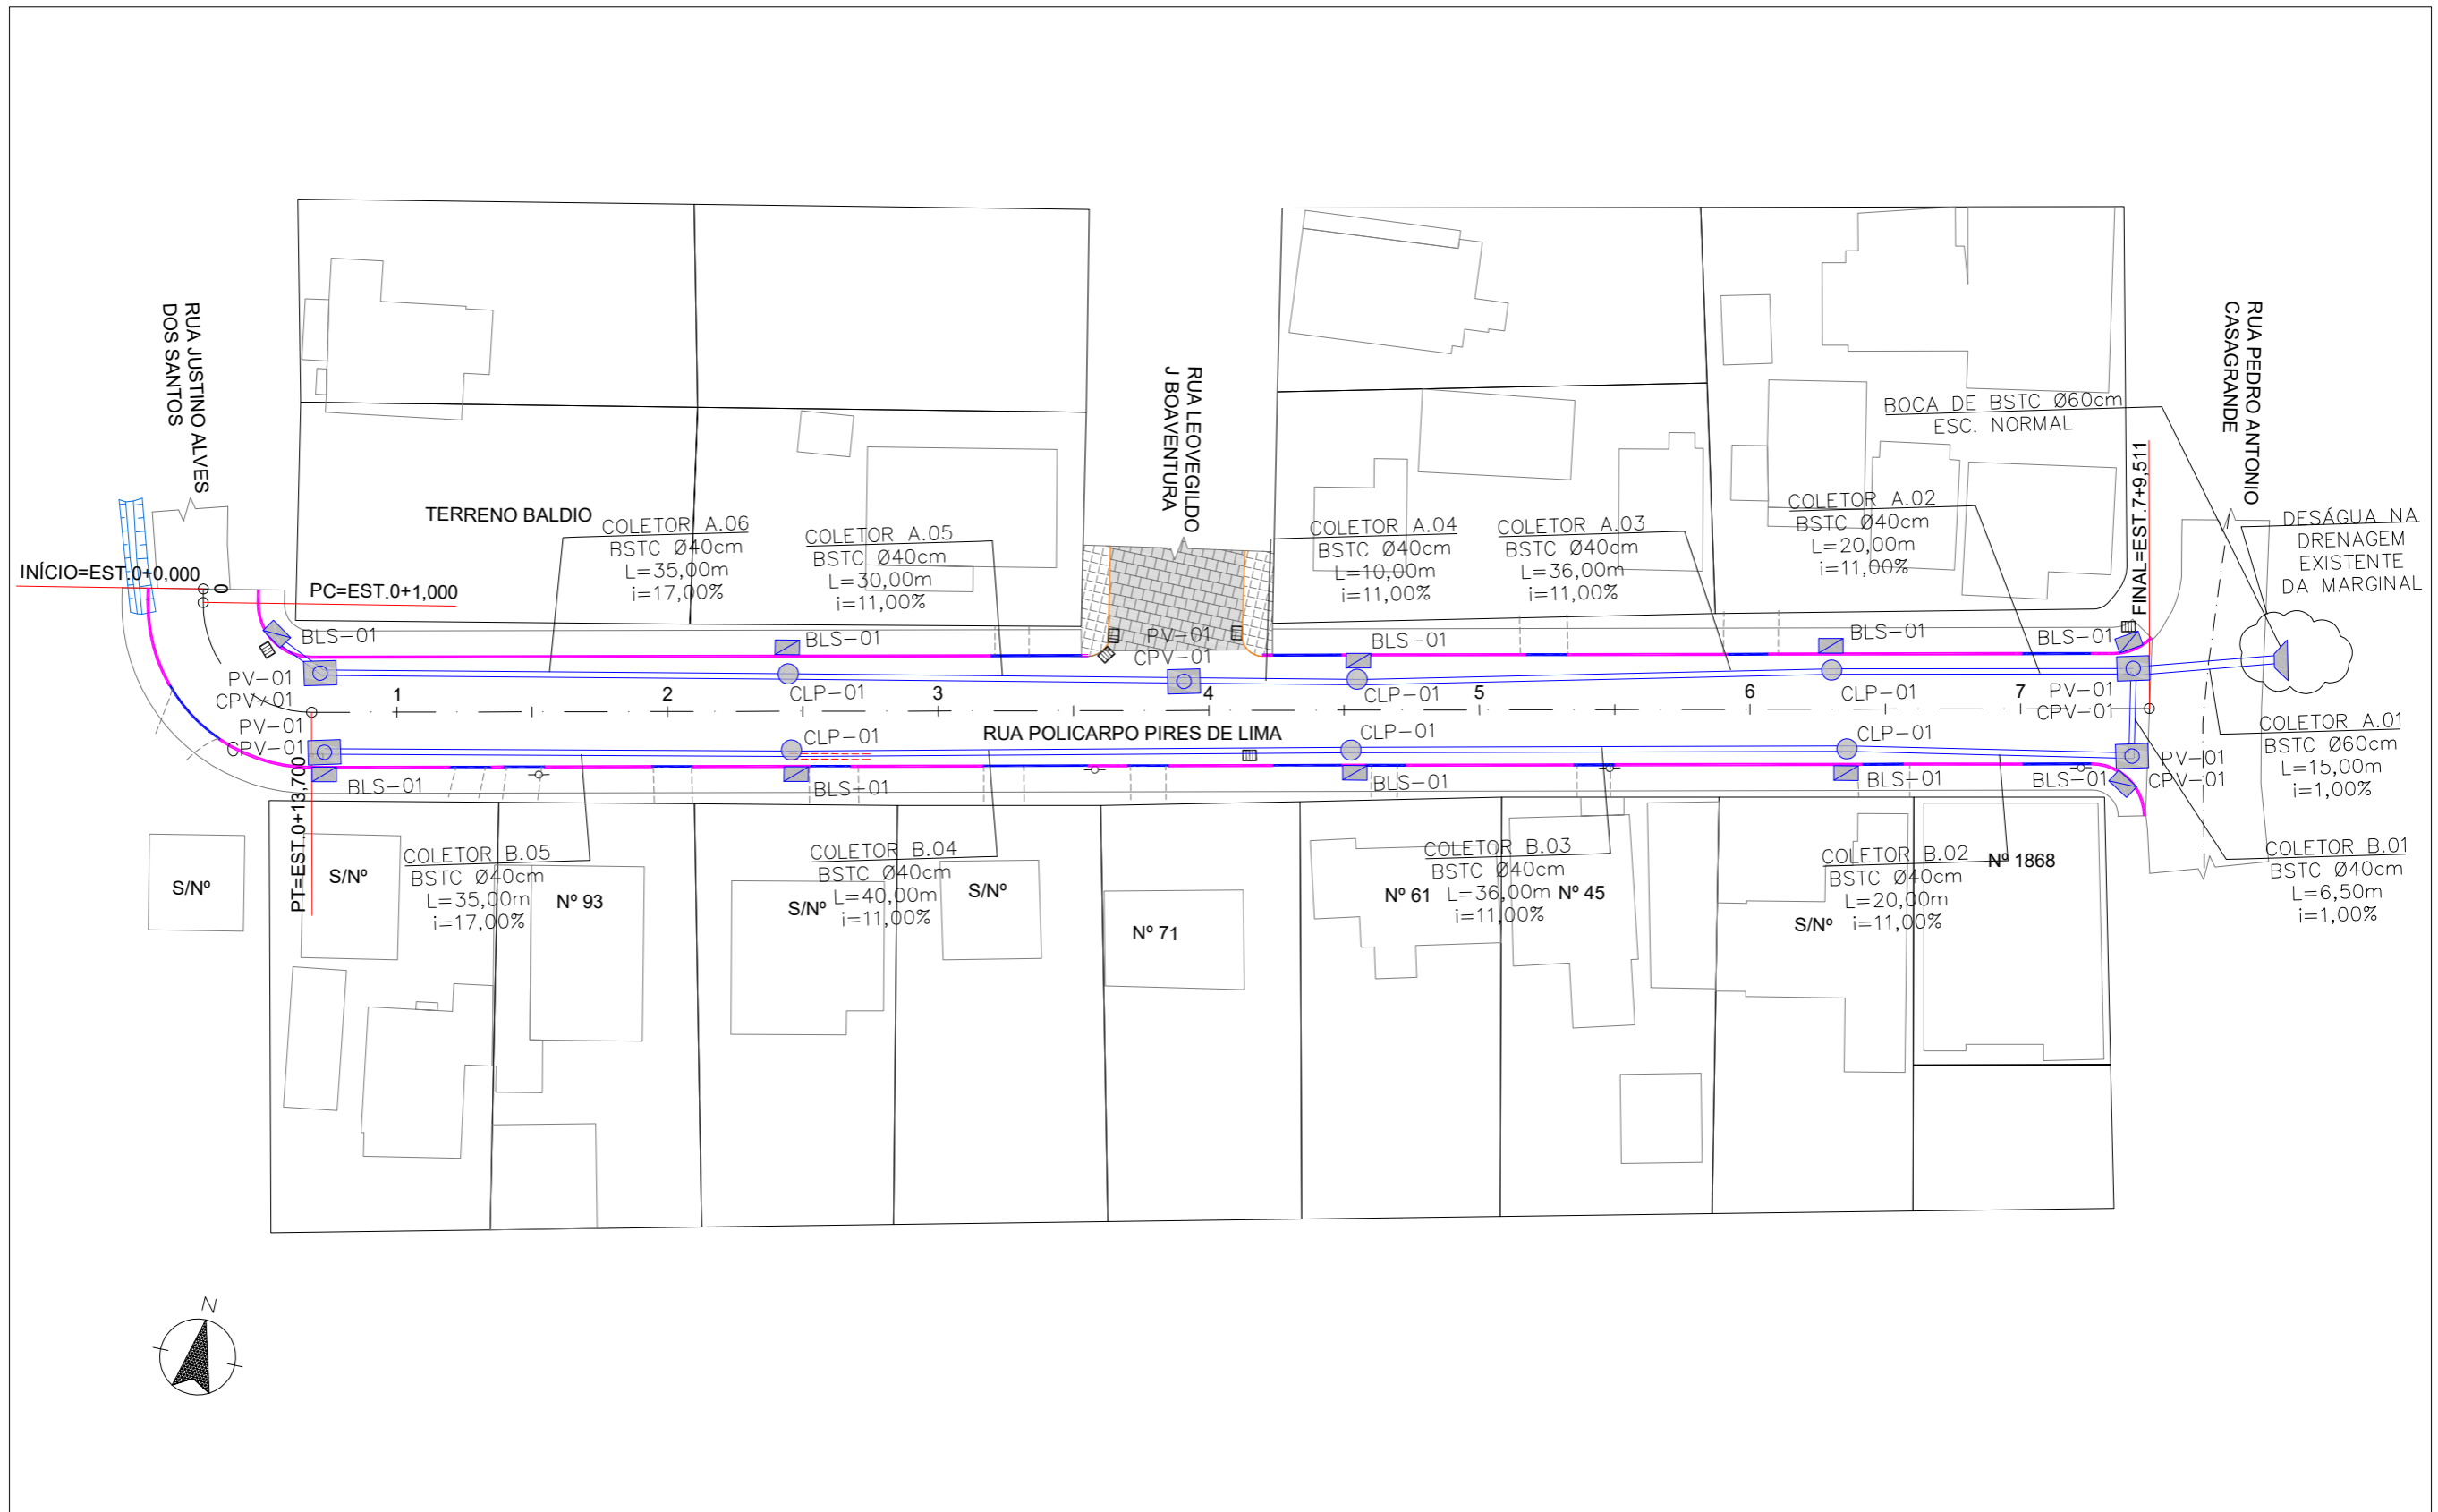 RUA JUSTINO ALVES
DOS SANTOS
RUA LEOVEGILDO
J BOAVENTURA
RUA PEDRO ANTONIO
CASAGRANDE
BOCA DE BSTC Ø60cm
ESC. NORMAL
FINAL=EST.7+9,511
DESÁGUA NA
DRENAGEM
EXISTENTE
DA MARGINAL
TERRENO BALDIO
COLETOR A.06
BSTC Ø40cm
L=35,00m
i=17,00%
COLETOR A.05
BSTC Ø40cm
L=30,00m
i=11,00%
COLETOR A.04
BSTC Ø40cm
L=10,00m
i=11,00%
COLETOR A.03
BSTC Ø40cm
L=36,00m
i=11,00%
COLETOR A.02
BSTC Ø40cm
L=20,00m
i=11,00%
INÍCIO=EST.0+0,000
0
PC=EST.0+1,000
BLS-01
BLS-01
PV-01
CPV-01
BLS-01
BLS-01
BLS-01
PV-01
CPV-01
CLP-01
CLP-01
CLP-01
PV-01
CPV-01
1
2
3
4
5
6
7
PV-01
CPV-01
CLP-01
RUA POLICARPO PIRES DE LIMA
CLP-01
CLP-01
PV-01
CPV-01
COLETOR A.01
BSTC Ø60cm
L=15,00m
i=1,00%
BLS-01
BLS-01
BLS-01
BLS-01
BLS-01
PT=EST.0+13,700
COLETOR B.05
BSTC Ø40cm
L=35,00m
i=17,00%
COLETOR B.04
BSTC Ø40cm
L=40,00m
i=11,00%
COLETOR B.03
BSTC Ø40cm
L=36,00m
i=11,00%
COLETOR B.02
BSTC Ø40cm
L=20,00m
i=11,00%
COLETOR B.01
BSTC Ø40cm
L=6,50m
i=1,00%
S/Nº
S/Nº
Nº 93
S/Nº
S/Nº
Nº 71
Nº 61
Nº 45
S/Nº
Nº 1868
N